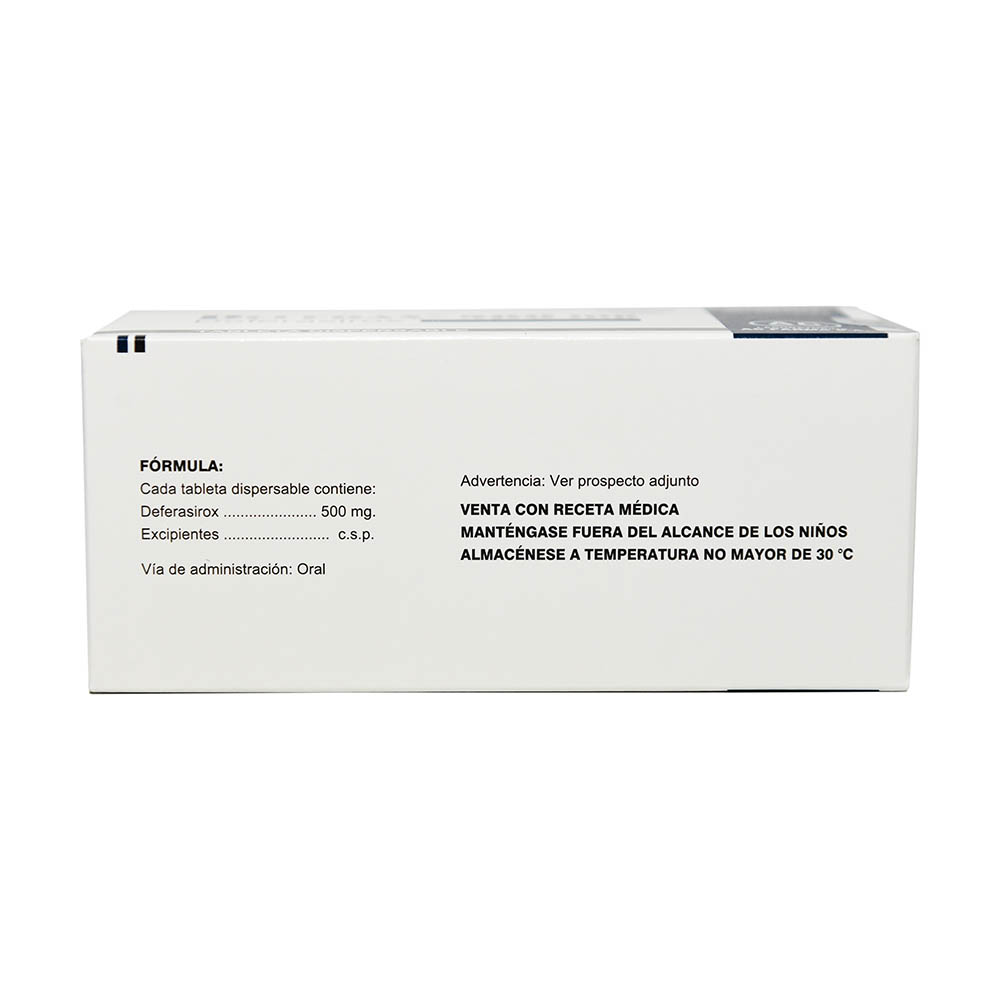 FÓRMULA:
Cada tableta dispersable contiene:
Deferasirox ...................... 500 mg.
Excipientes ......................... c.s.p.
Vía de administración: Oral
Advertencia: Ver prospecto adjunto
VENTA CON RECETA MÉDICA
MANTÉNGASE FUERA DEL ALCANCE DE LOS NIÑOS
ALMACÉNESE A TEMPERATURA NO MAYOR DE 30 °C